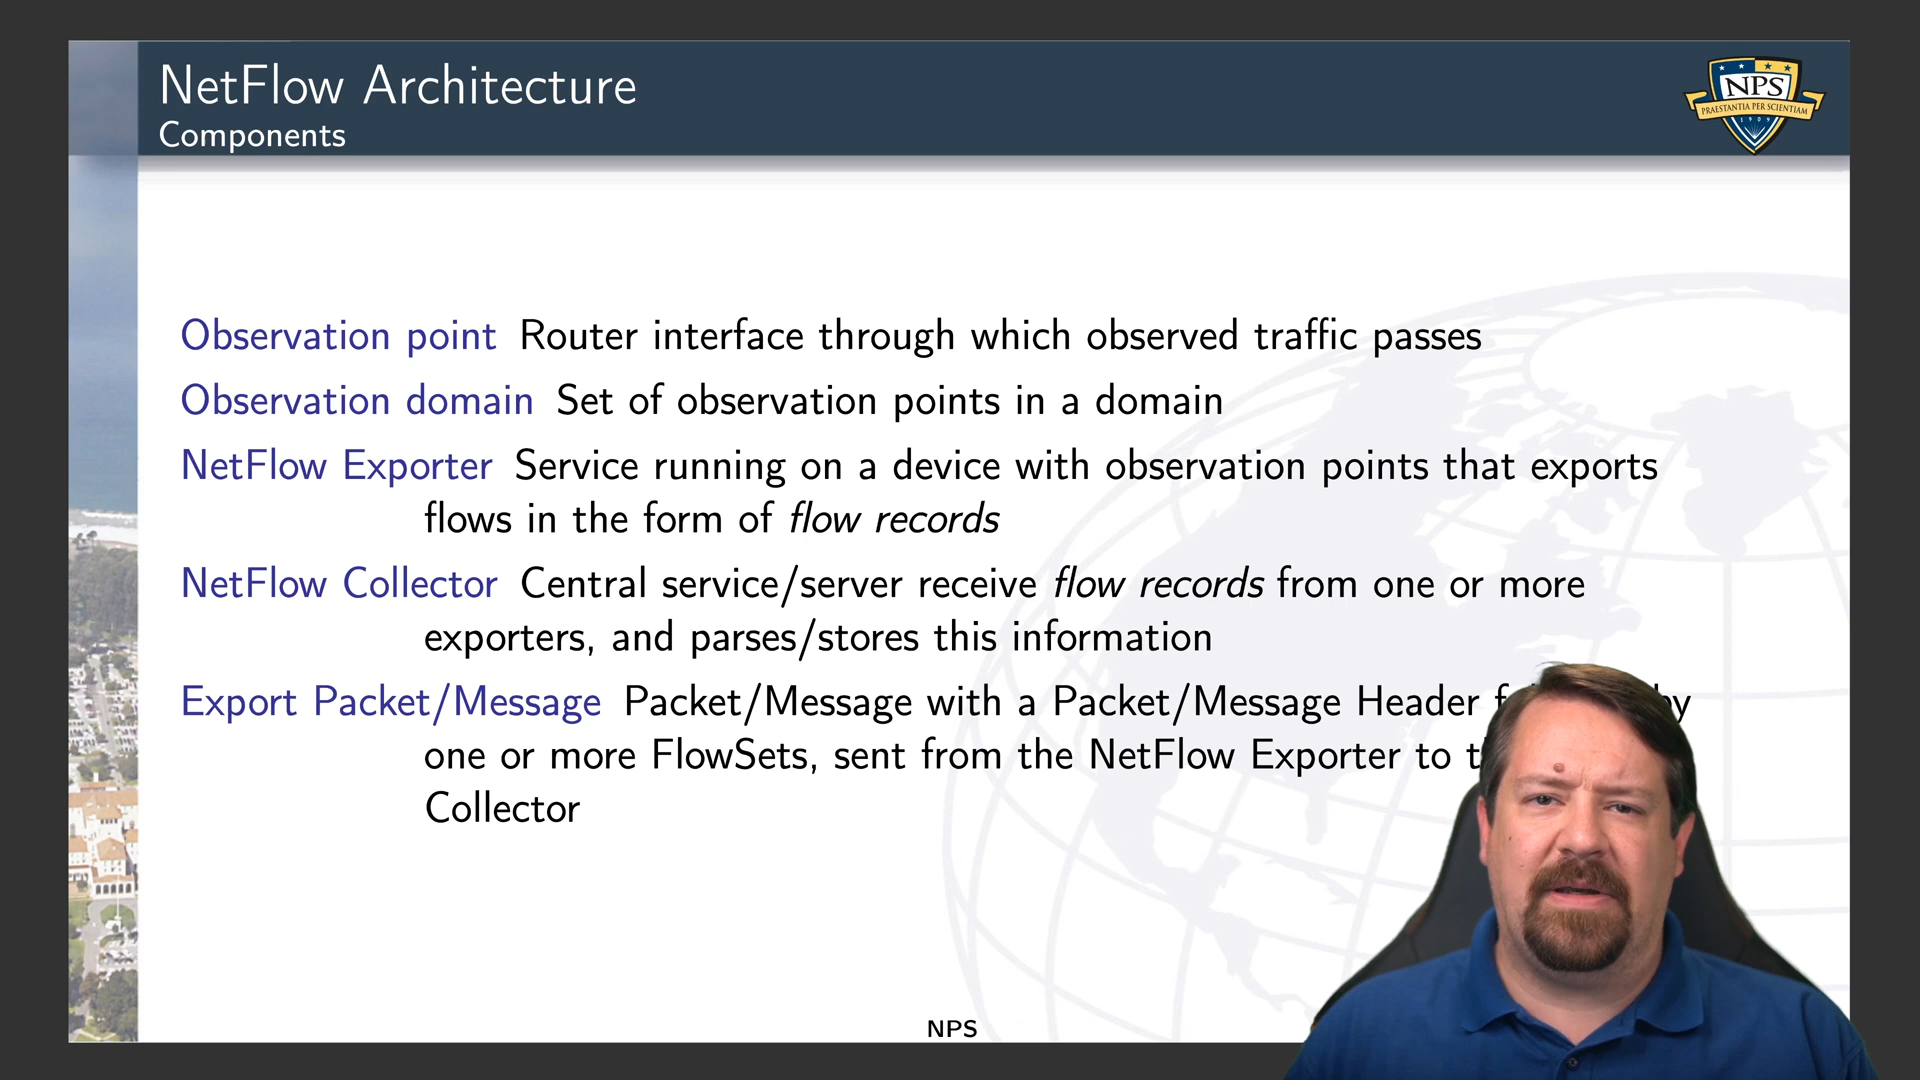 NetFlow Architecture
Components
NPS
PRAESTANTIA PER SCIENTIAM
1909
Observation point Router interface through which observed traffic passes
Observation domain Set of observation points in a domain
NetFlow Exporter Service running on a device with observation points that exports
flows in the form of flow records
NetFlow Collector Central service/server receive flow records from one or more
exporters, and parses/stores this information
Export Packet/Message Packet/Message with a Packet/Message Header by
one or more FlowSets, sent from the NetFlow Exporter to
Collector
NPS